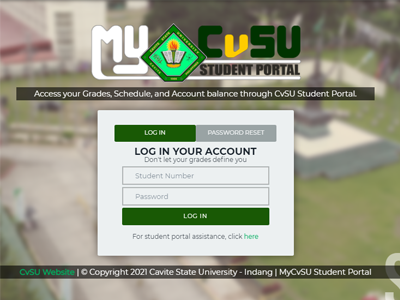 MY CvSU
STUDENT PORTAL
Access your Grades, Schedule, and Account balance through CvSU Student Portal.
LOG IN PASSWORD RESET
LOG IN YOUR ACCOUNT
Don't let your grades define you
Student Number
Password
LOG IN
For student portal assistance, click here
CvSU Website | © Copyright 2021 Cavite State University - Indang | MyCvSU Student Portal